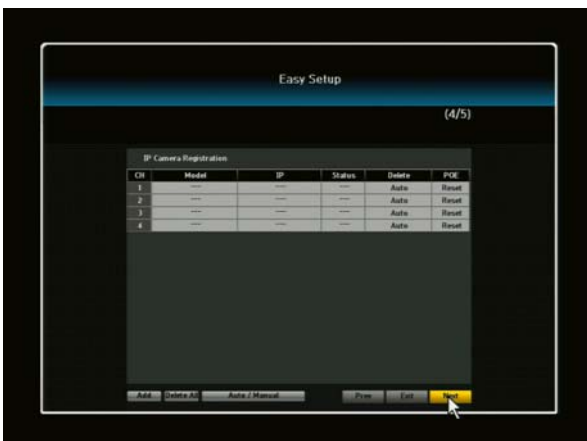 Easy Setup
(4/5)
IP Camera Registration
CH Model IP Status Delete POE
1 --- --- --- Auto Reset
2 --- --- --- Auto Reset
3 --- --- --- Auto Reset
4 --- --- --- Auto Reset
Add Delete All Auto / Manual Prev Exit Next